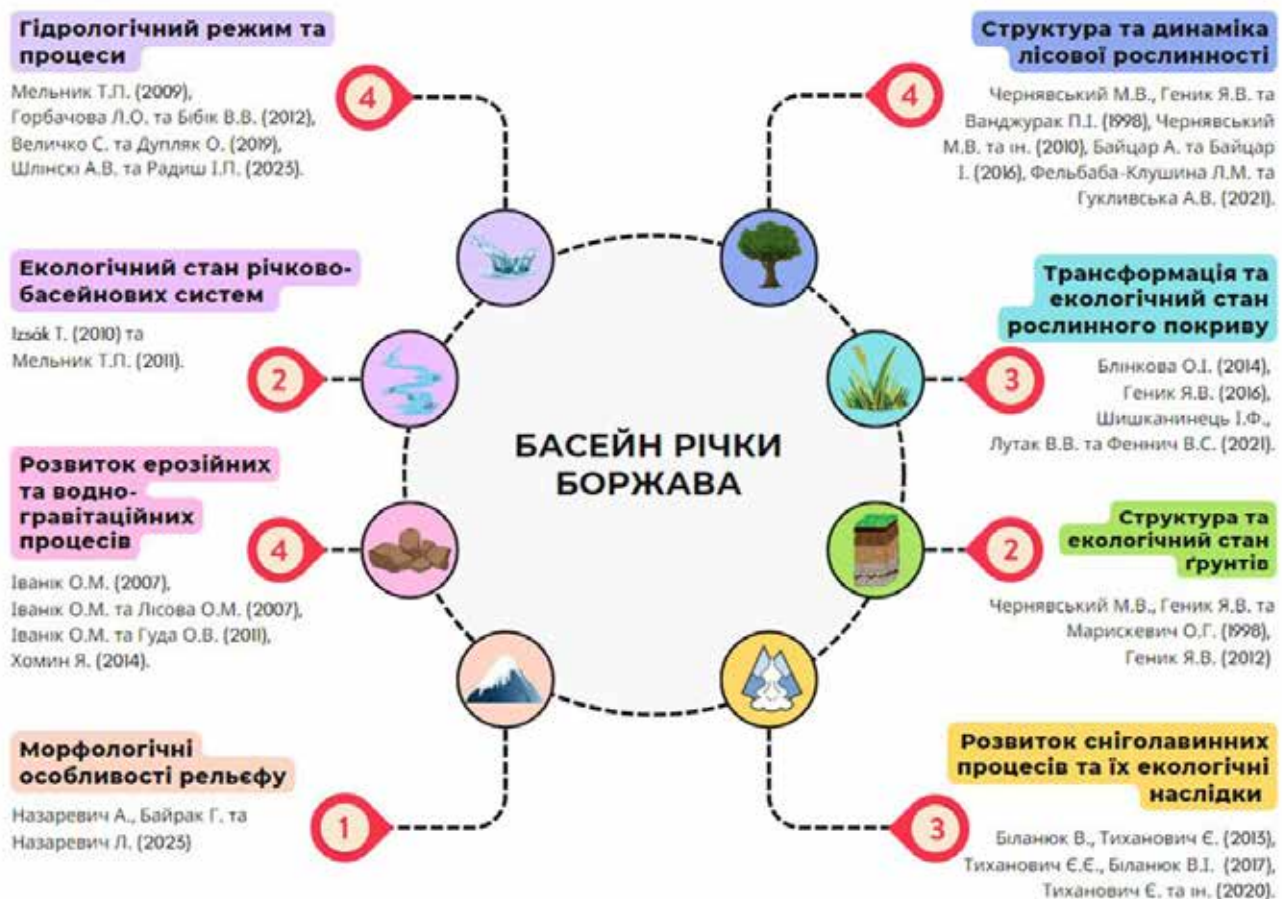 Гідрологічний режим та
процеси
Мельник Т.П. (2009),
Горбачова Л.О. та Бібік В.В. (2012),
Величко С. та Дупляк О. (2019),
Шлінскі А.В. та Радиш І.П. (2023).
4
Екологічний стан річково-
басейнових систем
Izsák T. (2010) та
Мельник Т.П. (2011).
2
Розвиток ерозійних
та водно-
гравітаційних
процесів
Іванік О.М. (2007),
Іванік О.М. та Лісова О.М. (2007),
Іванік О.М. та Гуда О.В. (2011),
Хомин Я. (2014).
4
Морфологічні
особливості рельєфу
Назаревич А., Байрак Г. та
Назаревич Л. (2023)
1
БАСЕЙН РІЧКИ
БОРЖАВА
Структура та динаміка
лісової рослинності
4
Чернявський М.В., Геник Я.В. та
Ванджурак П.І. (1998), Чернявський
М.В. та ін. (2010), Байцар А. та Байцар
І. (2016), Фельбаба-Клушина Л.М. та
Гукливська А.В. (2021).
Трансформація та
екологічний стан
рослинного покриву
3
Блінкова О.І. (2014),
Геник Я.В. (2016),
Шишканинець І.Ф.,
Лутак В.В. та Феннич В.С. (2021).
Структура та
екологічний стан
ґрунтів
2
Чернявський М.В., Геник Я.В. та
Марискевич О.Г. (1998),
Геник Я.В. (2012)
Розвиток сніголавинних
процесів та їх екологічні
наслідки
3
Біланюк В., Тиханович Є. (2013),
Тиханович Є.Є., Біланюк В.І. (2017),
Тиханович Є. та ін. (2020).